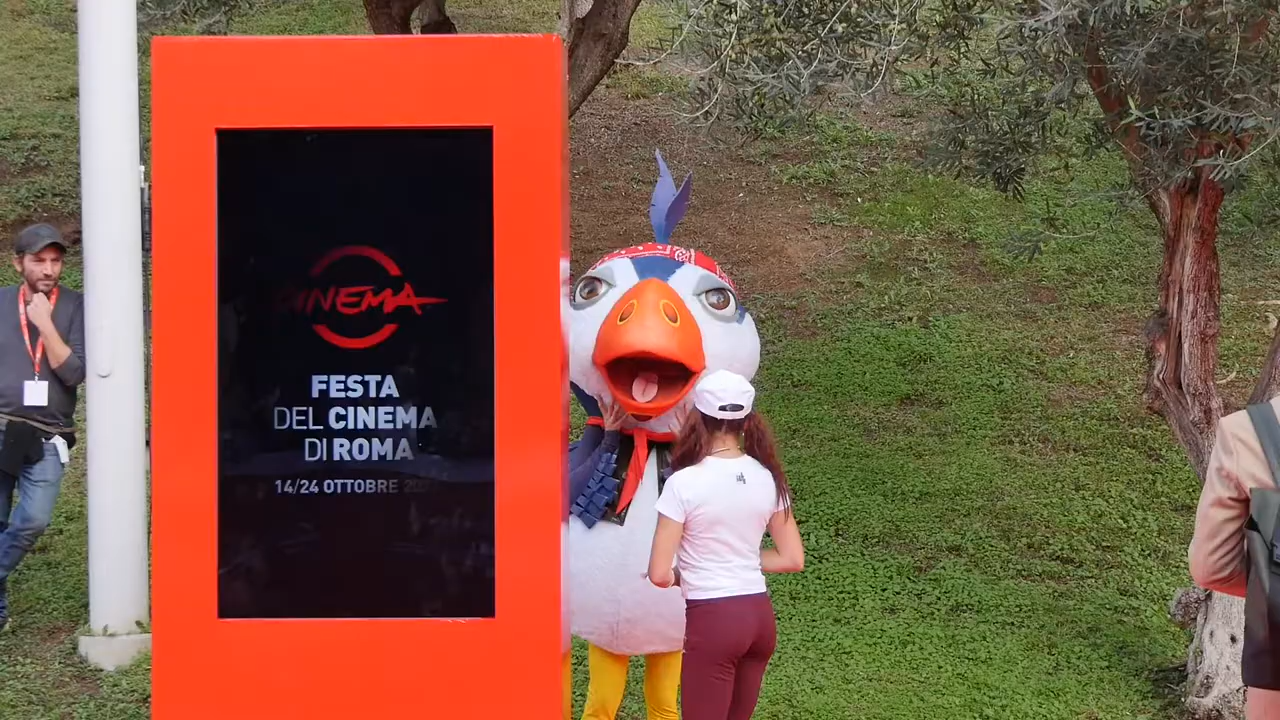 CINEMA
FESTA
DEL CINEMA
DI ROMA
14/24 OTTOBRE